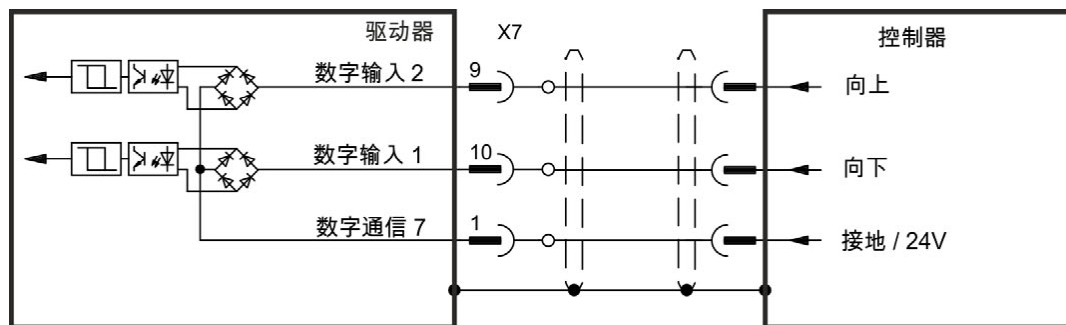 驱动器
X7
控制器
数字输入 2
9
向上
数字输入 1
10
向下
数字通信 7
1
接地 / 24V